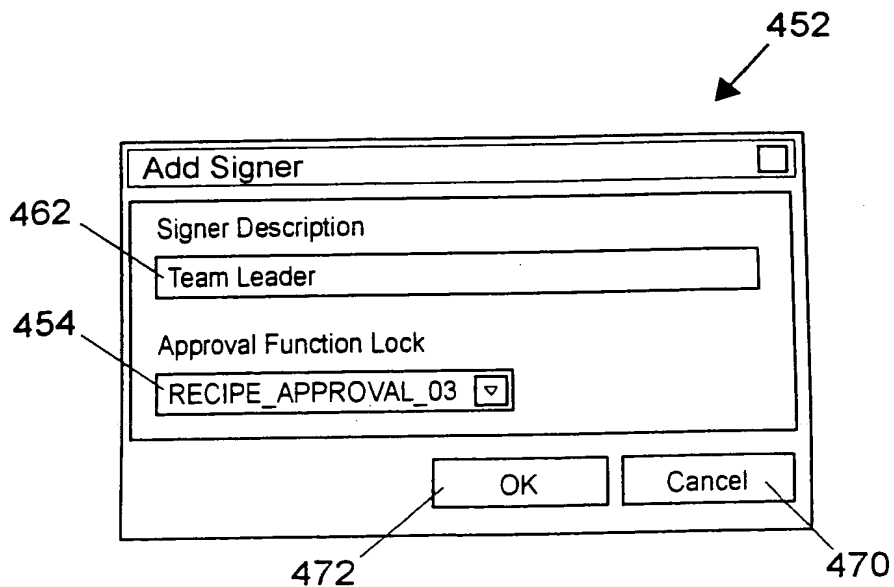 452
Add Signer
462
Signer Description
Team Leader
454
Approval Function Lock
RECIPE_APPROVAL_03
OK
Cancel
472
470